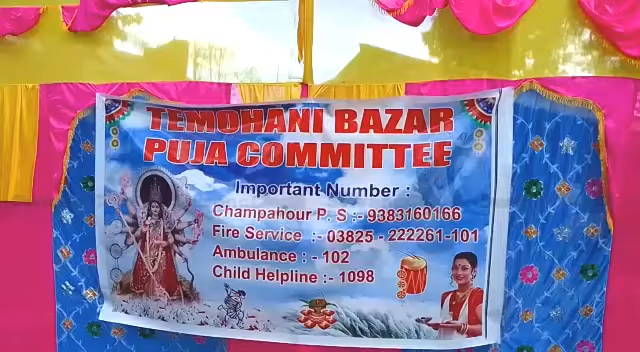 TEMOHANI BAZAR
PUJA COMMITTEE
Important Number :
Champahour P. S :- 9383160166
Fire Service :- 03825 - 222261-101
Ambulance : - 102
Child Helpline :- 1098